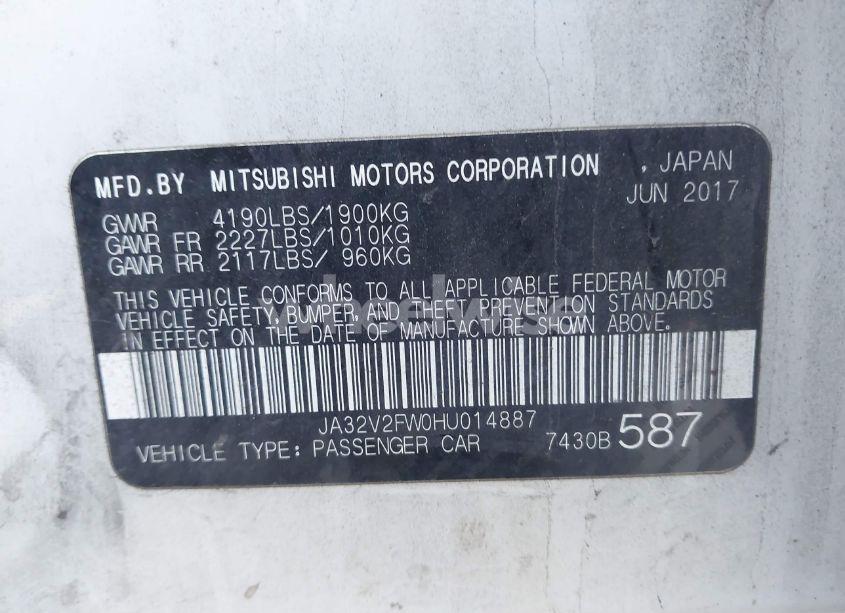 MFD.BY MITSUBISHI MOTORS CORPORATION , JAPAN
JUN 2017
GVWR 4190LBS/1900KG
GAWR FR 2227LBS/1010KG
GAWR RR 2117LBS/ 960KG
THIS VEHICLE CONFORMS TO ALL APPLICABLE FEDERAL MOTOR
VEHICLE SAFETY,BUMPER,AND THEFT PREVENTION STANDARDS
IN EFFECT ON THE DATE OF MANUFACTURE SHOWN ABOVE.
wheelwise
JA32V2FW0HU014887
VEHICLE TYPE: PASSENGER CAR 7430B 587